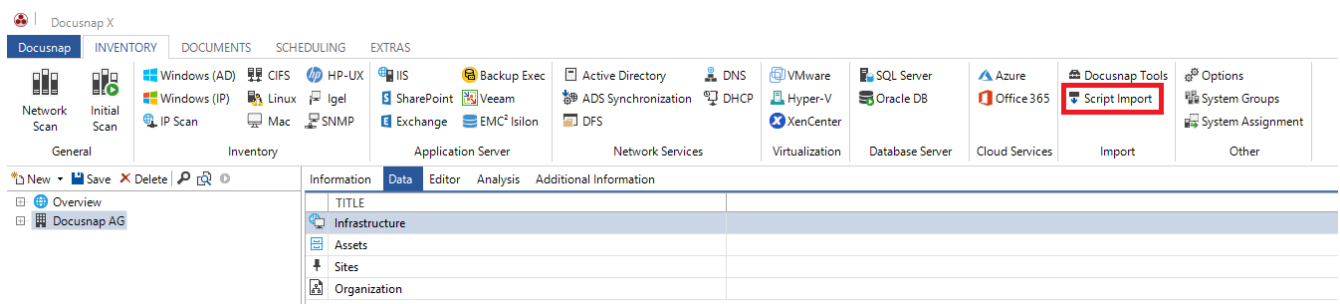 Docusnap X
Docusnap INVENTORY DOCUMENTS SCHEDULING EXTRAS
Windows (AD) CIFS HP-UX IIS Backup Exec Active Directory DNS VMware SQL Server Azure Docusnap Tools Options
Network Scan Initial Scan Windows (IP) Linux Igel SharePoint Veeam ADS Synchronization DHCP Hyper-V Oracle DB Office 365 Script Import System Groups
IP Scan Mac SNMP Exchange EMC² Isilon DFS XenCenter System Assignment
General Inventory Application Server Network Services Virtualization Database Server Cloud Services Import Other
New Save Delete Information Data Editor Analysis Additional Information
Overview TITLE
Docusnap AG Infrastructure
Assets
Sites
Organization